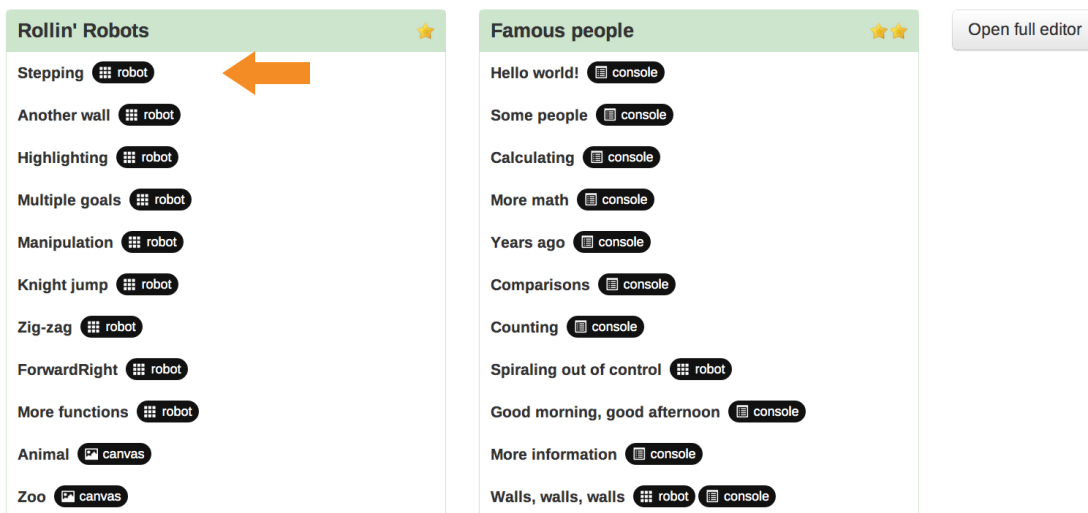 Rollin' Robots
Stepping robot
Another wall robot
Highlighting robot
Multiple goals robot
Manipulation robot
Knight jump robot
Zig-zag robot
ForwardRight robot
More functions robot
Animal canvas
Zoo canvas
Famous people
Hello world! console
Some people console
Calculating console
More math console
Years ago console
Comparisons console
Counting console
Spiraling out of control robot
Good morning, good afternoon console
More information console
Walls, walls, walls robot console
Open full editor